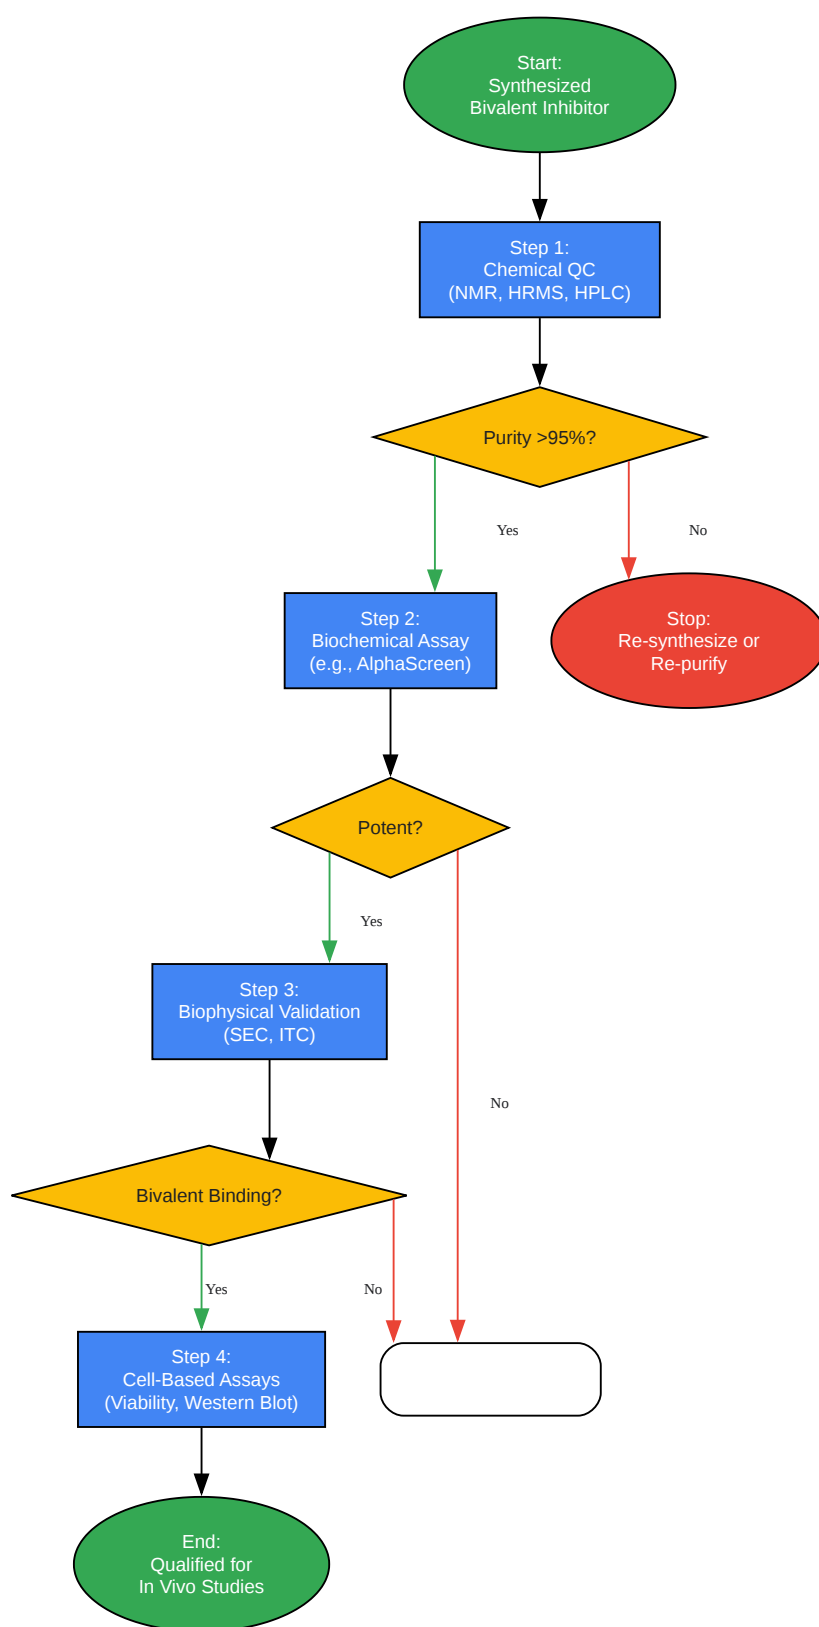 Start:
Synthesized
Bivalent Inhibitor
Step 1:
Chemical QC
(NMR, HRMS, HPLC)
Purity >95%?
Yes
No
Step 2:
Biochemical Assay
(e.g., AlphaScreen)
Stop:
Re-synthesize or
Re-purify
Potent?
Yes
Step 3:
Biophysical Validation
(SEC, ITC)
No
Bivalent Binding?
Yes
No
Step 4:
Cell-Based Assays
(Viability, Western Blot)
End:
Qualified for
In Vivo Studies